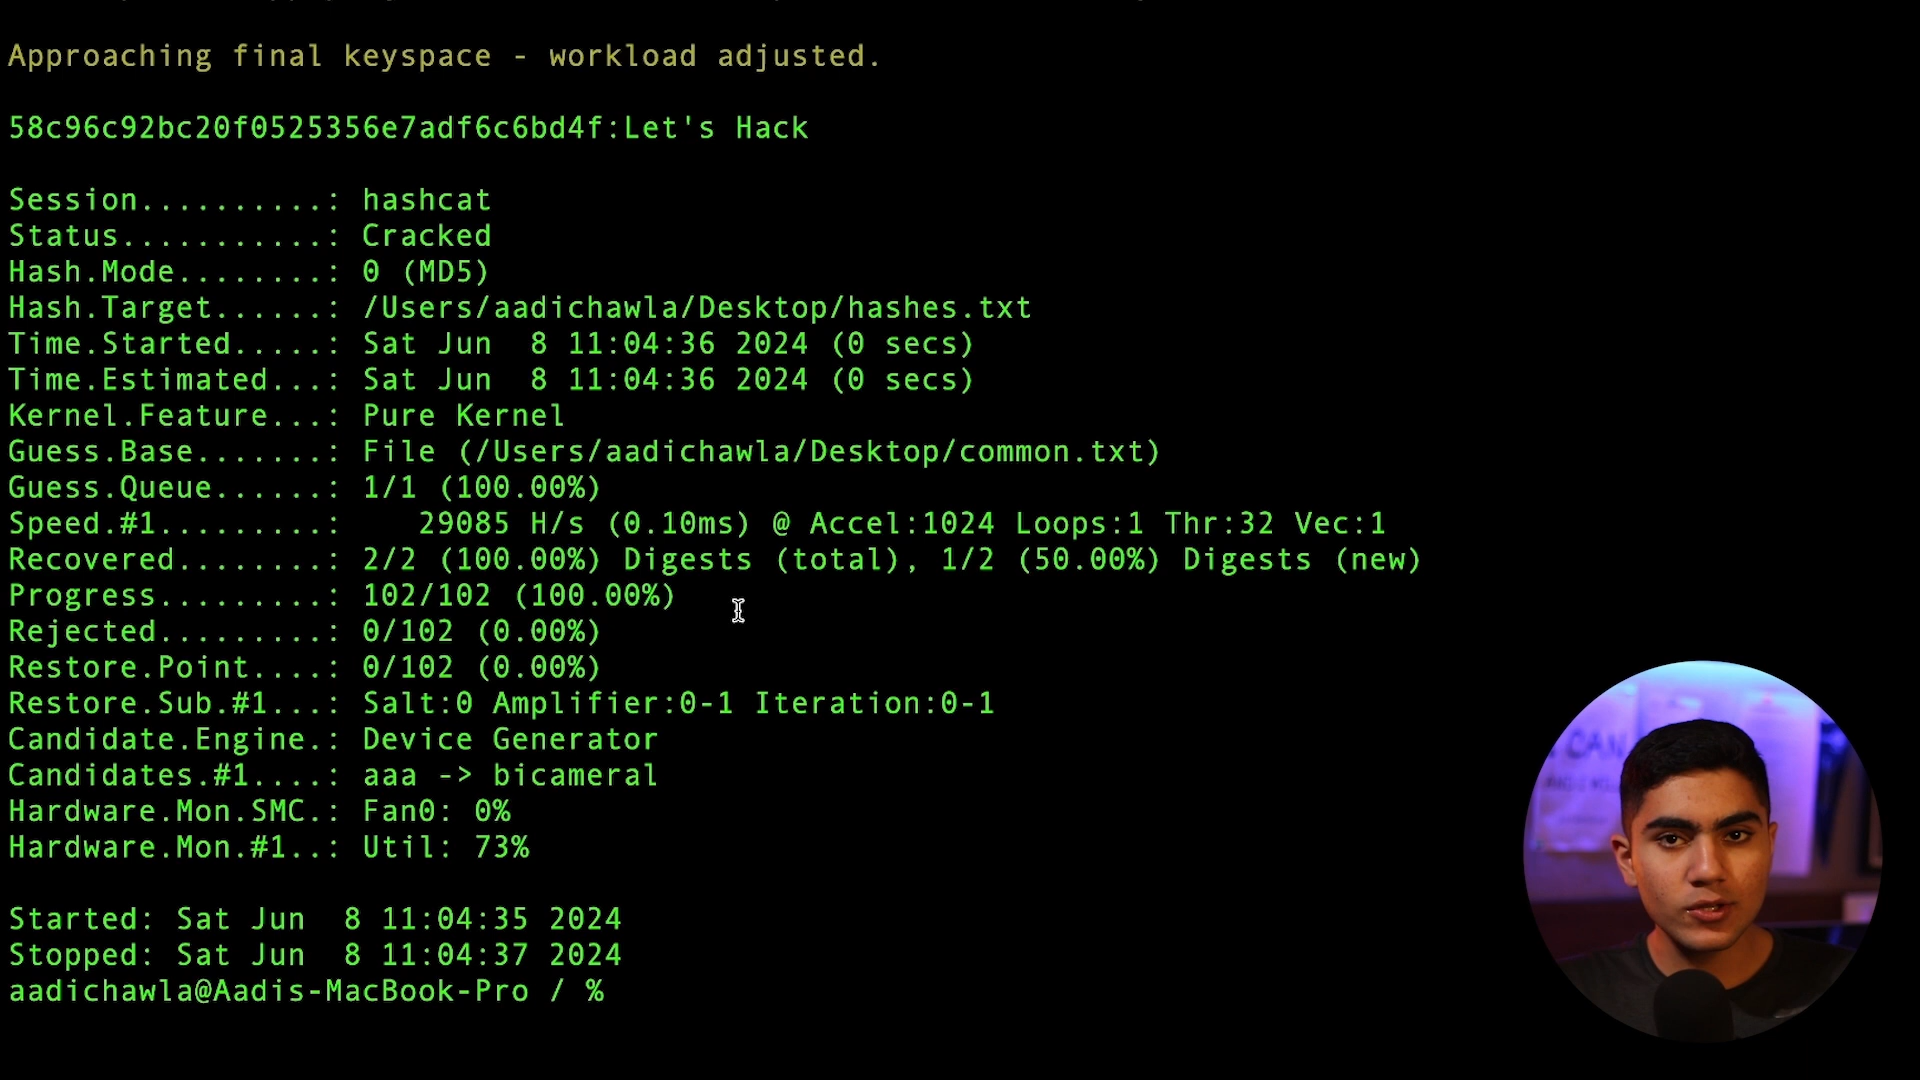 Approaching final keyspace - workload adjusted.
58c96c92bc20f0525356e7adf6c6bd4f:Let's Hack
Session..........: hashcat
Status...........: Cracked
Hash.Mode........: 0 (MD5)
Hash.Target......: /Users/aadichawla/Desktop/hashes.txt
Time.Started.....: Sat Jun  8 11:04:36 2024 (0 secs)
Time.Estimated...: Sat Jun  8 11:04:36 2024 (0 secs)
Kernel.Feature...: Pure Kernel
Guess.Base.......: File (/Users/aadichawla/Desktop/common.txt)
Guess.Queue......: 1/1 (100.00%)
Speed.#1.........:    29085 H/s (0.10ms) @ Accel:1024 Loops:1 Thr:32 Vec:1
Recovered........: 2/2 (100.00%) Digests (total), 1/2 (50.00%) Digests (new)
Progress.........: 102/102 (100.00%)
Rejected.........: 0/102 (0.00%)
Restore.Point....: 0/102 (0.00%)
Restore.Sub.#1...: Salt:0 Amplifier:0-1 Iteration:0-1
Candidate.Engine.: Device Generator
Candidates.#1....: aaa -> bicameral
Hardware.Mon.SMC.: Fan0: 0%
Hardware.Mon.#1..: Util: 73%
Started: Sat Jun  8 11:04:35 2024
Stopped: Sat Jun  8 11:04:37 2024
aadichawla@Aadis-MacBook-Pro / %
CAN